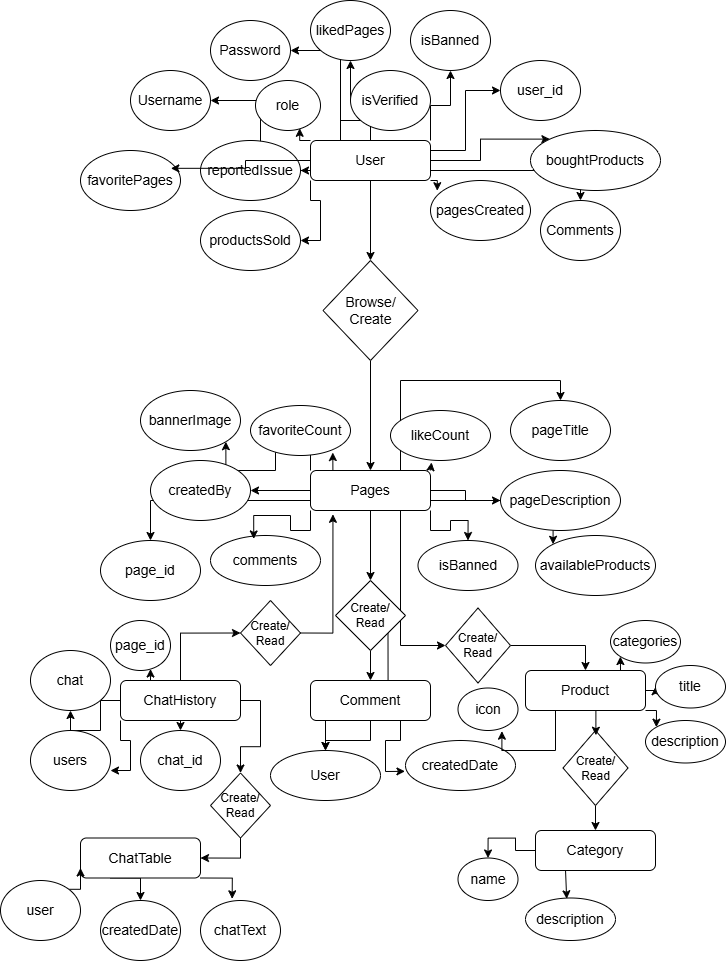 likedPages
isBanned
Password
user_id
Username
role
isVerified
User
boughtProducts
favoritePages
reportedIssue
pagesCreated
Comments
productsSold
Browse/
Create
bannerImage
favoriteCount
likeCount
pageTitle
createdBy
Pages
pageDescription
page_id
comments
isBanned
availableProducts
Create/
Read
Create/
Read
Create/
Read
page_id
categories
chat
ChatHistory
Comment
Product
title
icon
users
chat_id
User
createdDate
description
Create/
Read
Create/
Read
ChatTable
Category
name
user
createdDate
chatText
description